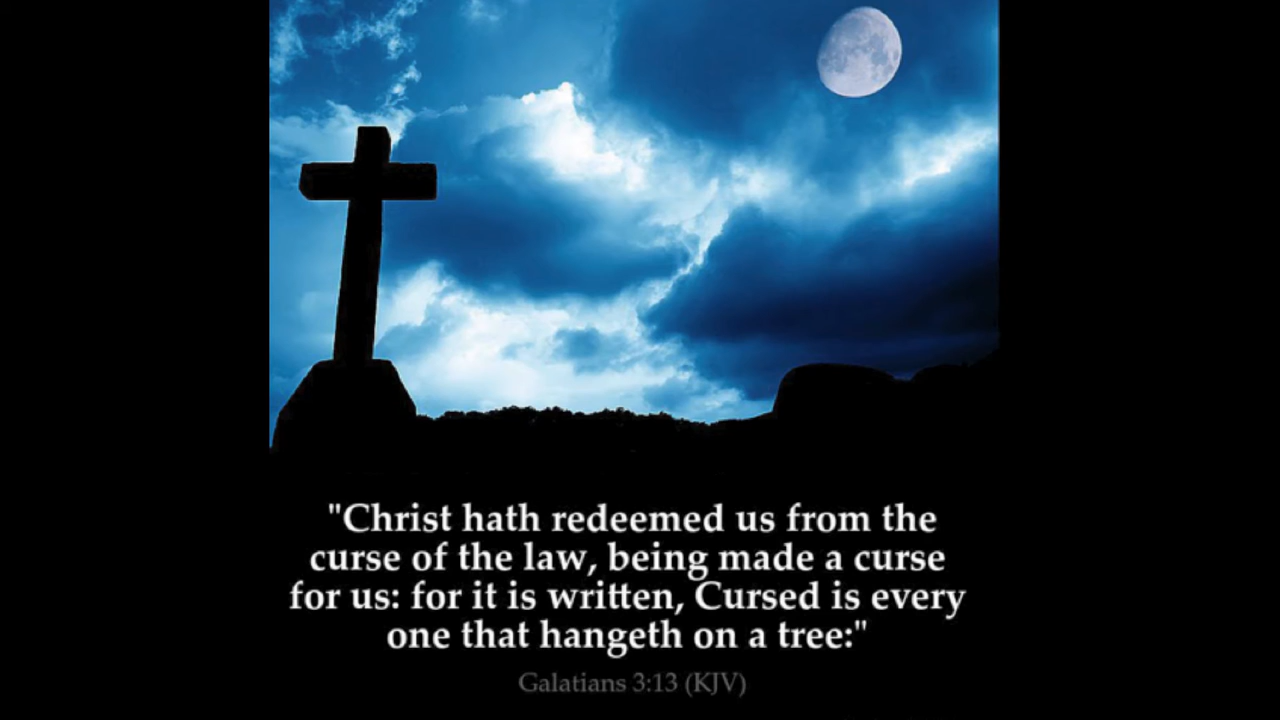 "Christ hath redeemed us from the
curse of the law, being made a curse
for us: for it is written, Cursed is every
one that hangeth on a tree:"
Galatians 3:13 (KJV)